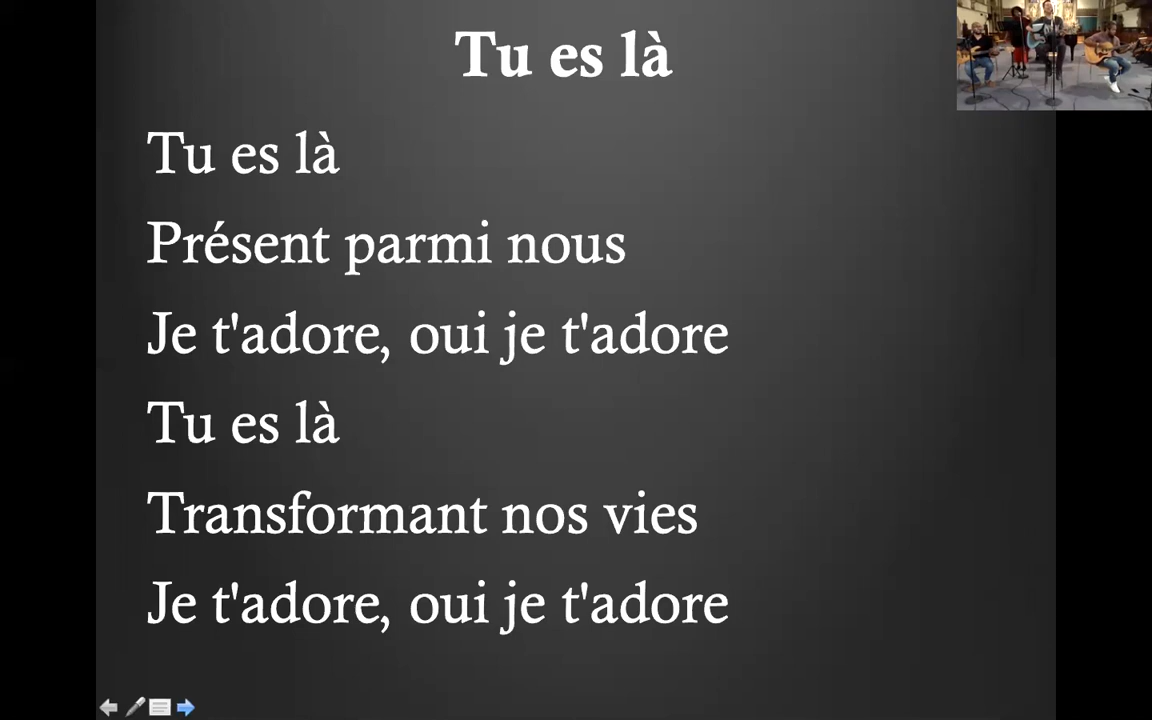 Tu es là
Tu es là
Présent parmi nous
Je t'adore, oui je t'adore
Tu es là
Transformant nos vies
Je t'adore, oui je t'adore